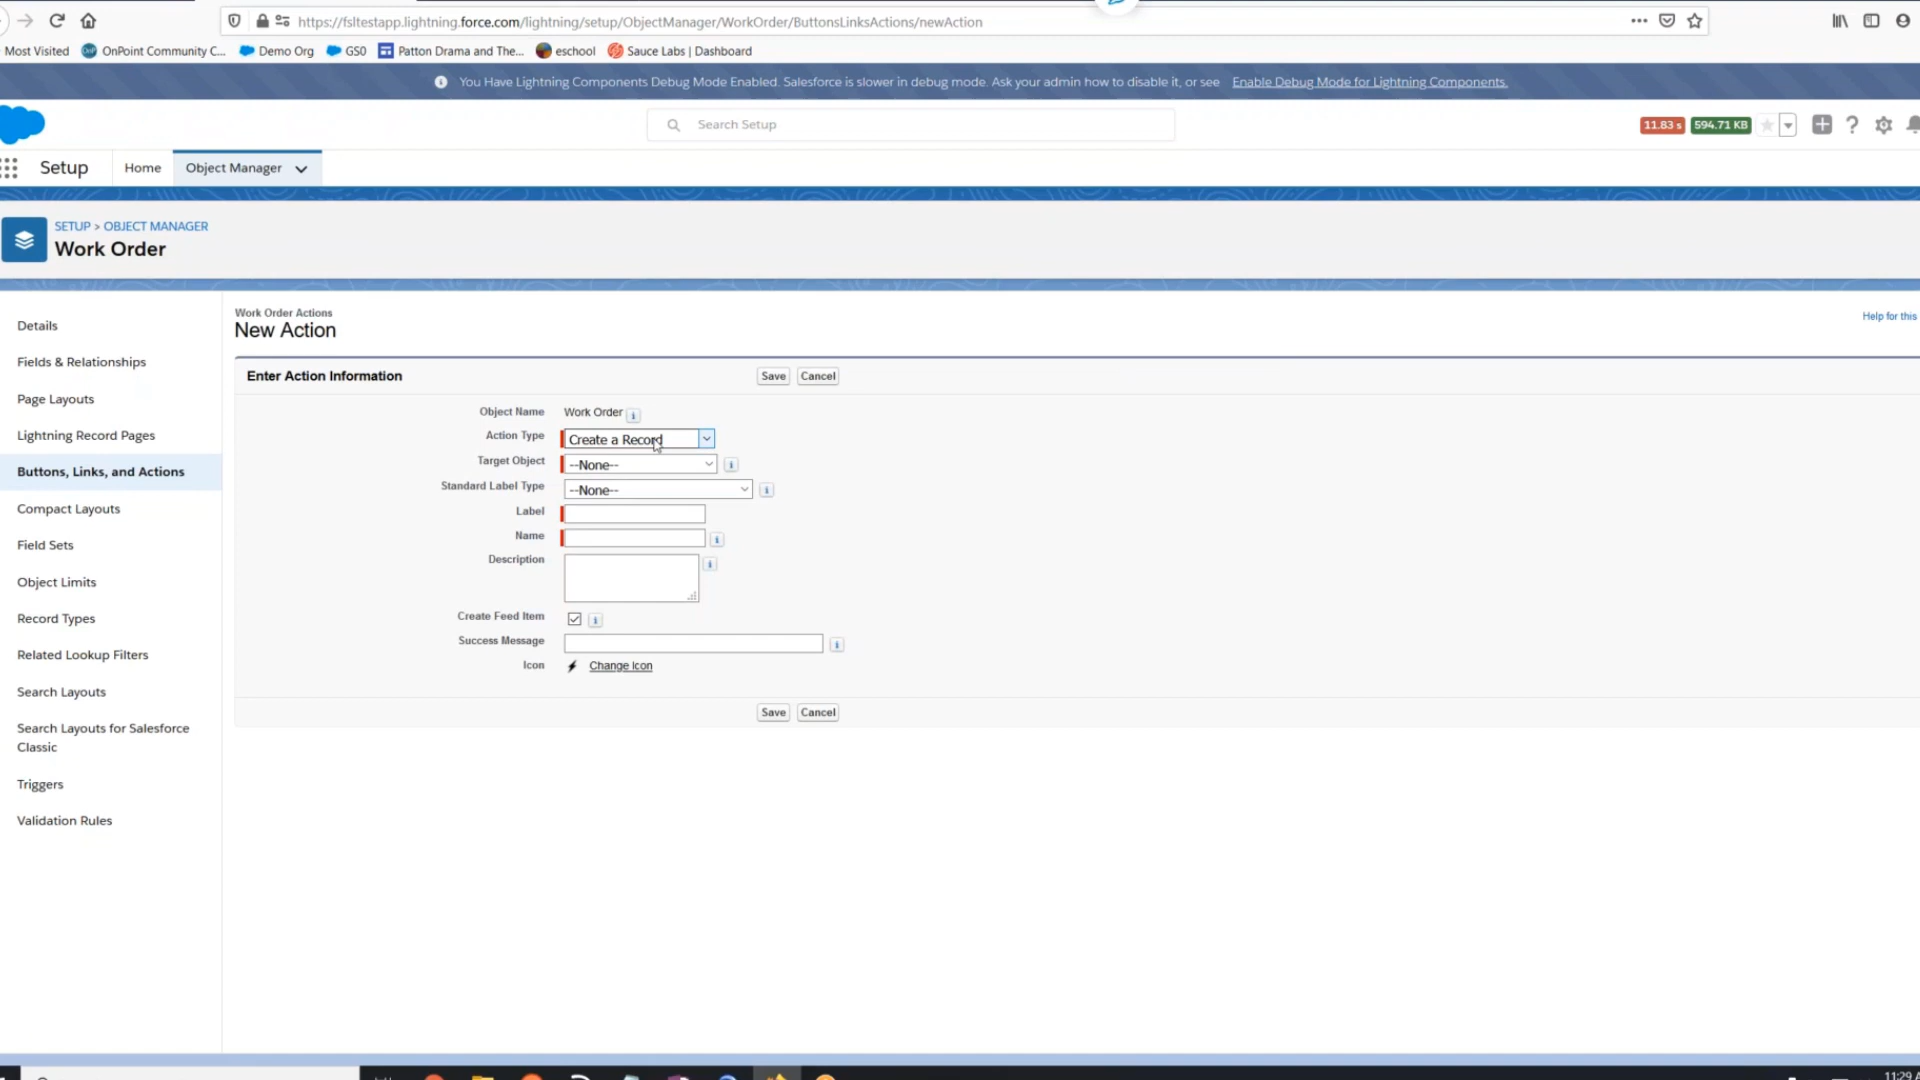 https://fsltestapp.lightning.force.com/lightning/setup/ObjectManager/WorkOrder/ButtonsLinksActions/newAction
Most Visited OnPoint Community C... Demo Org GS0 Patton Drama and The... eschool Sauce Labs | Dashboard
You Have Lightning Components Debug Mode Enabled. Salesforce is slower in debug mode. Ask your admin how to disable it, or see Enable Debug Mode for Lightning Components.
Search Setup
11.83 s 594.71 KB
Setup Home Object Manager
SETUP > OBJECT MANAGER
Work Order
Details
Fields & Relationships
Page Layouts
Lightning Record Pages
Buttons, Links, and Actions
Compact Layouts
Field Sets
Object Limits
Record Types
Related Lookup Filters
Search Layouts
Search Layouts for Salesforce
Classic
Triggers
Validation Rules
Work Order Actions
New Action
Help for this
Enter Action Information Save Cancel
Object Name Work Order
Action Type Create a Record
Target Object --None--
Standard Label Type --None--
Label
Name
Description
Create Feed Item
Success Message
Icon Change Icon
Save Cancel
11:29 A